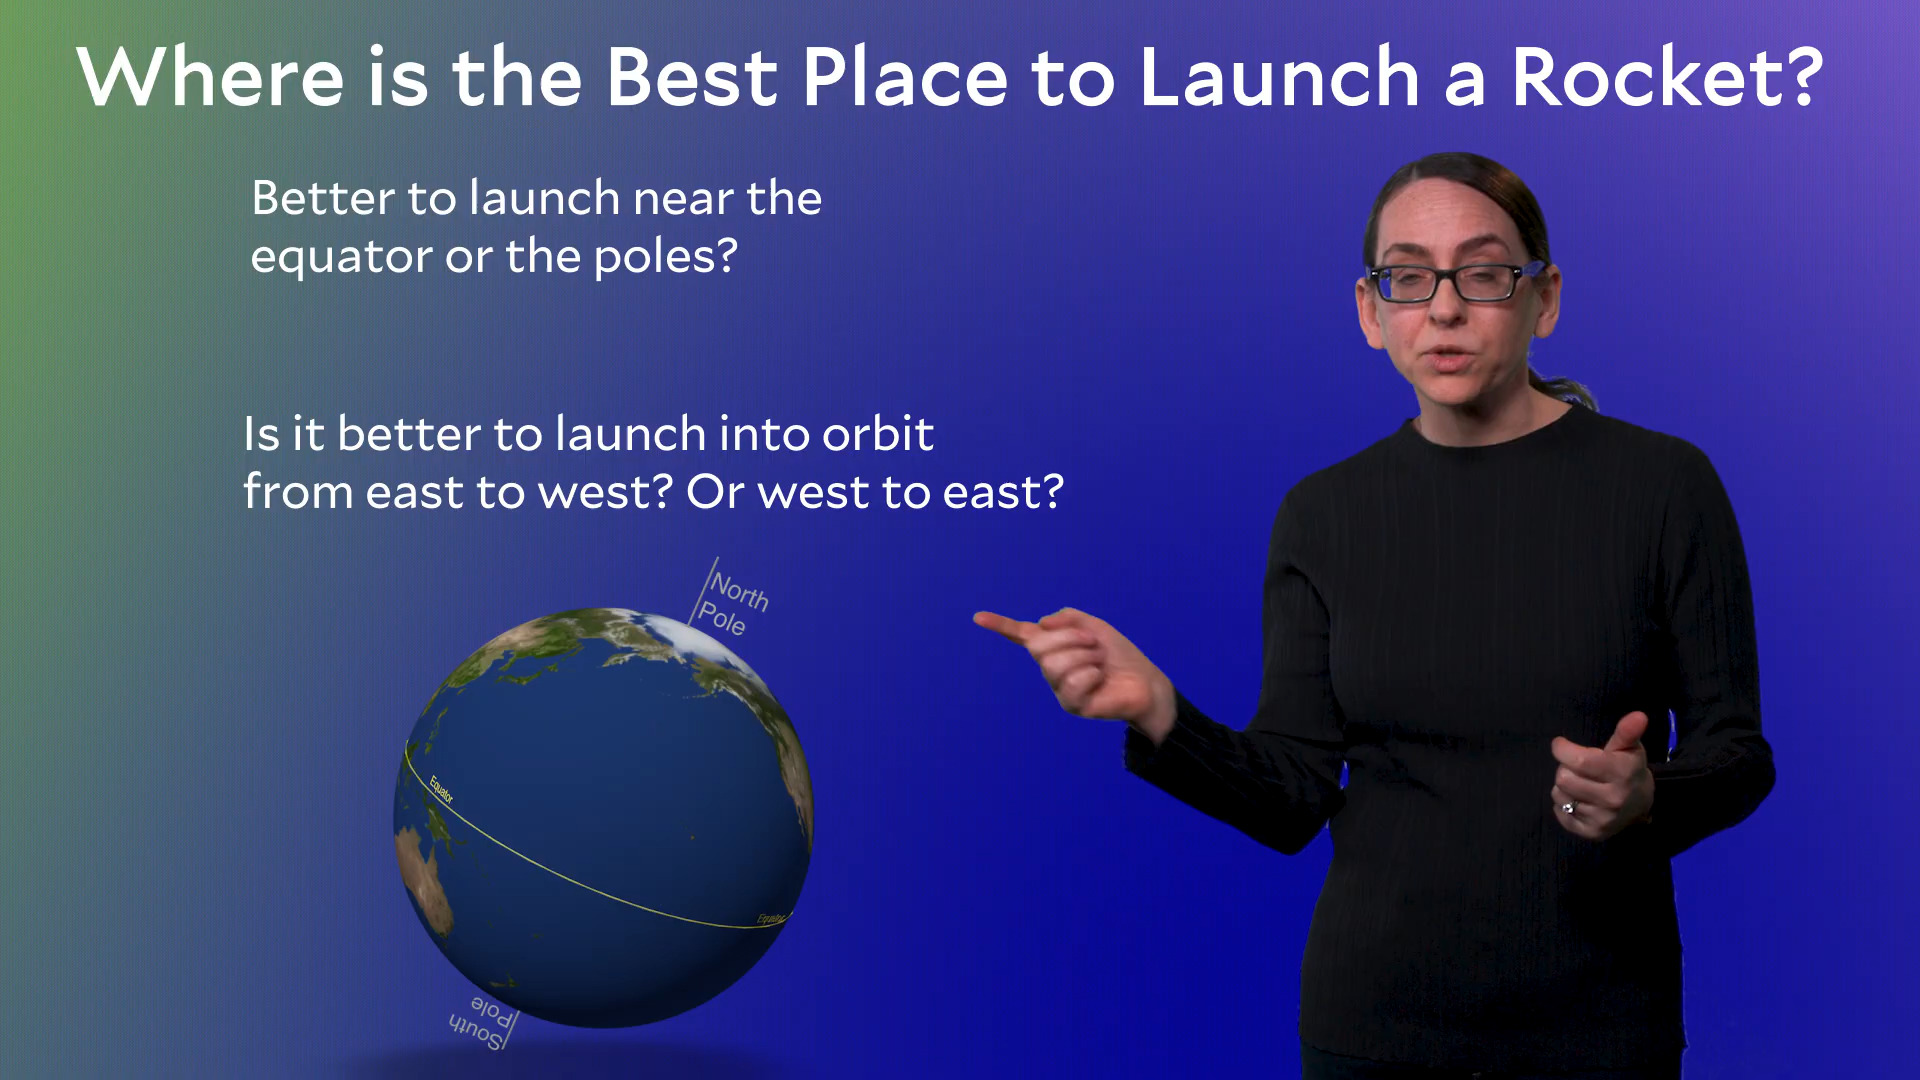 Where is the Best Place to Launch a Rocket?
Better to launch near the
equator or the poles?
Is it better to launch into orbit
from east to west? Or west to east?
North
Pole
Equator
Equator
South
Pole